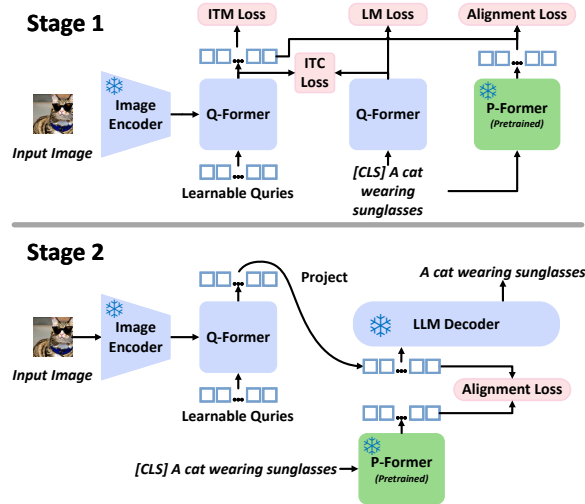 Stage 1
ITM Loss
LM Loss
Alignment Loss
ITC
Loss
Image
Encoder
Q-Former
Q-Former
P-Former
(Pretrained)
Input Image
Learnable Quries
[CLS] A cat
wearing
sunglasses
Stage 2
Project
A cat wearing sunglasses
Image
Encoder
Q-Former
LLM Decoder
Input Image
Alignment Loss
Learnable Quries
[CLS] A cat wearing sunglasses
P-Former
(Pretrained)